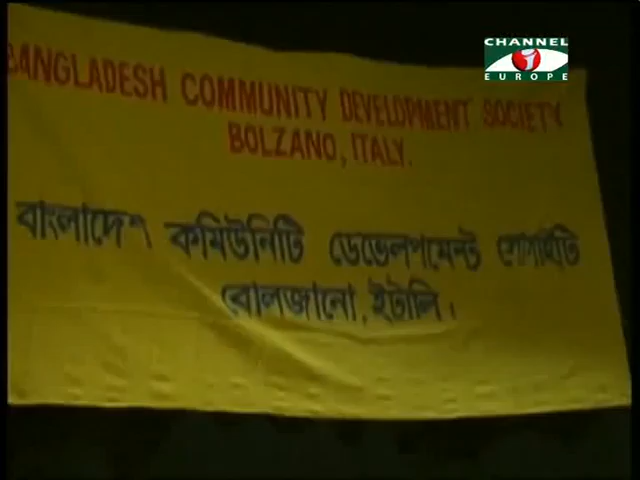 CHANNEL
i
EUROPE
BANGLADESH COMMUNITY DEVELOPMENT SOCIETY
BOLZANO, ITALY.
বাংলাদেশ কমিউনিটি ডেভেলপমেন্ট সোসাইটি
বোলজানো, ইটালি।